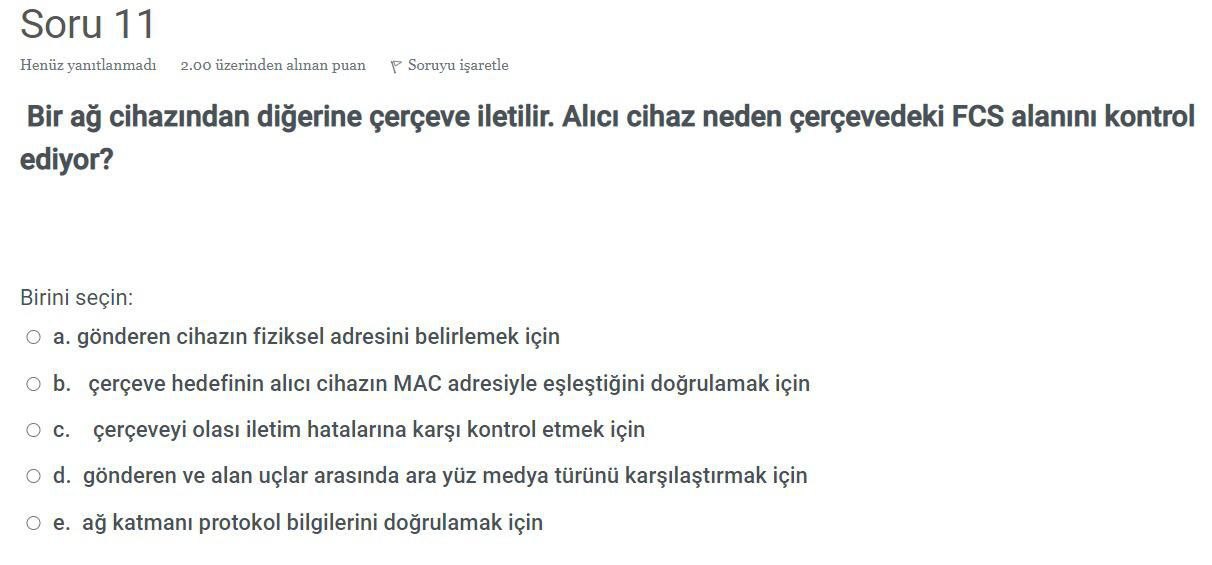 Soru 11
Henüz yanıtlanmadı 2.00 üzerinden alınan puan Soruyu işaretle
Bir ağ cihazından diğerine çerçeve iletilir. Alıcı cihaz neden çerçevedeki FCS alanını kontrol
ediyor?
Birini seçin:
a. gönderen cihazın fiziksel adresini belirlemek için
b. çerçeve hedefinin alıcı cihazın MAC adresiyle eşleştiğini doğrulamak için
c. çerçeveyi olası iletim hatalarına karşı kontrol etmek için
d. gönderen ve alan uçlar arasında ara yüz medya türünü karşılaştırmak için
e. ağ katmanı protokol bilgilerini doğrulamak için